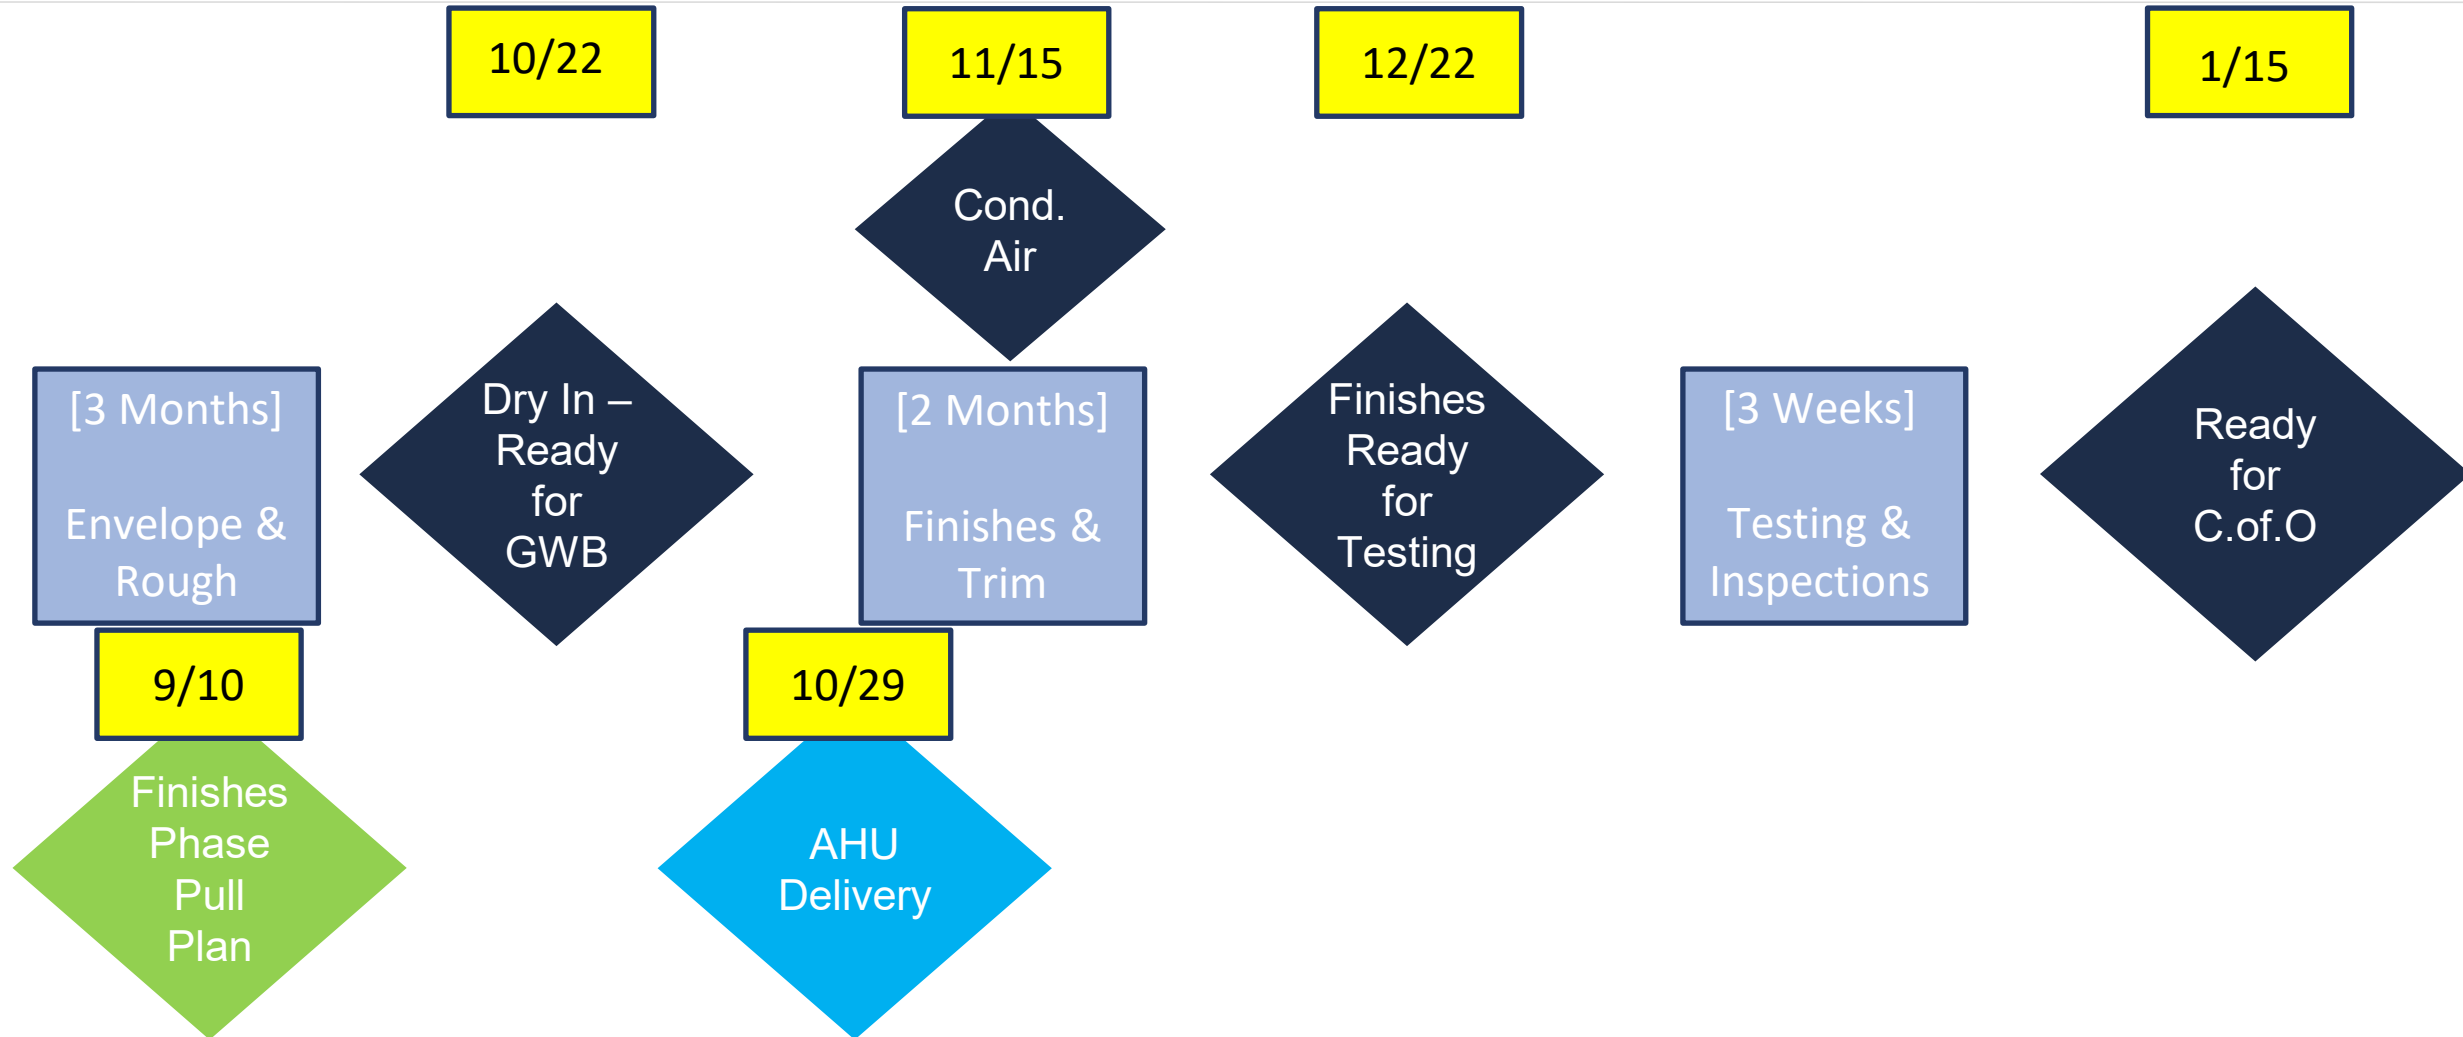 10/22
11/15
12/22
1/15
Cond.
Air
[3 Months]
Envelope &
Rough
Dry In –
Ready
for
GWB
[2 Months]
Finishes &
Trim
Finishes
Ready
for
Testing
[3 Weeks]
Testing &
Inspections
Ready
for
C.of.O
9/10
Finishes
Phase
Pull
Plan
10/29
AHU
Delivery